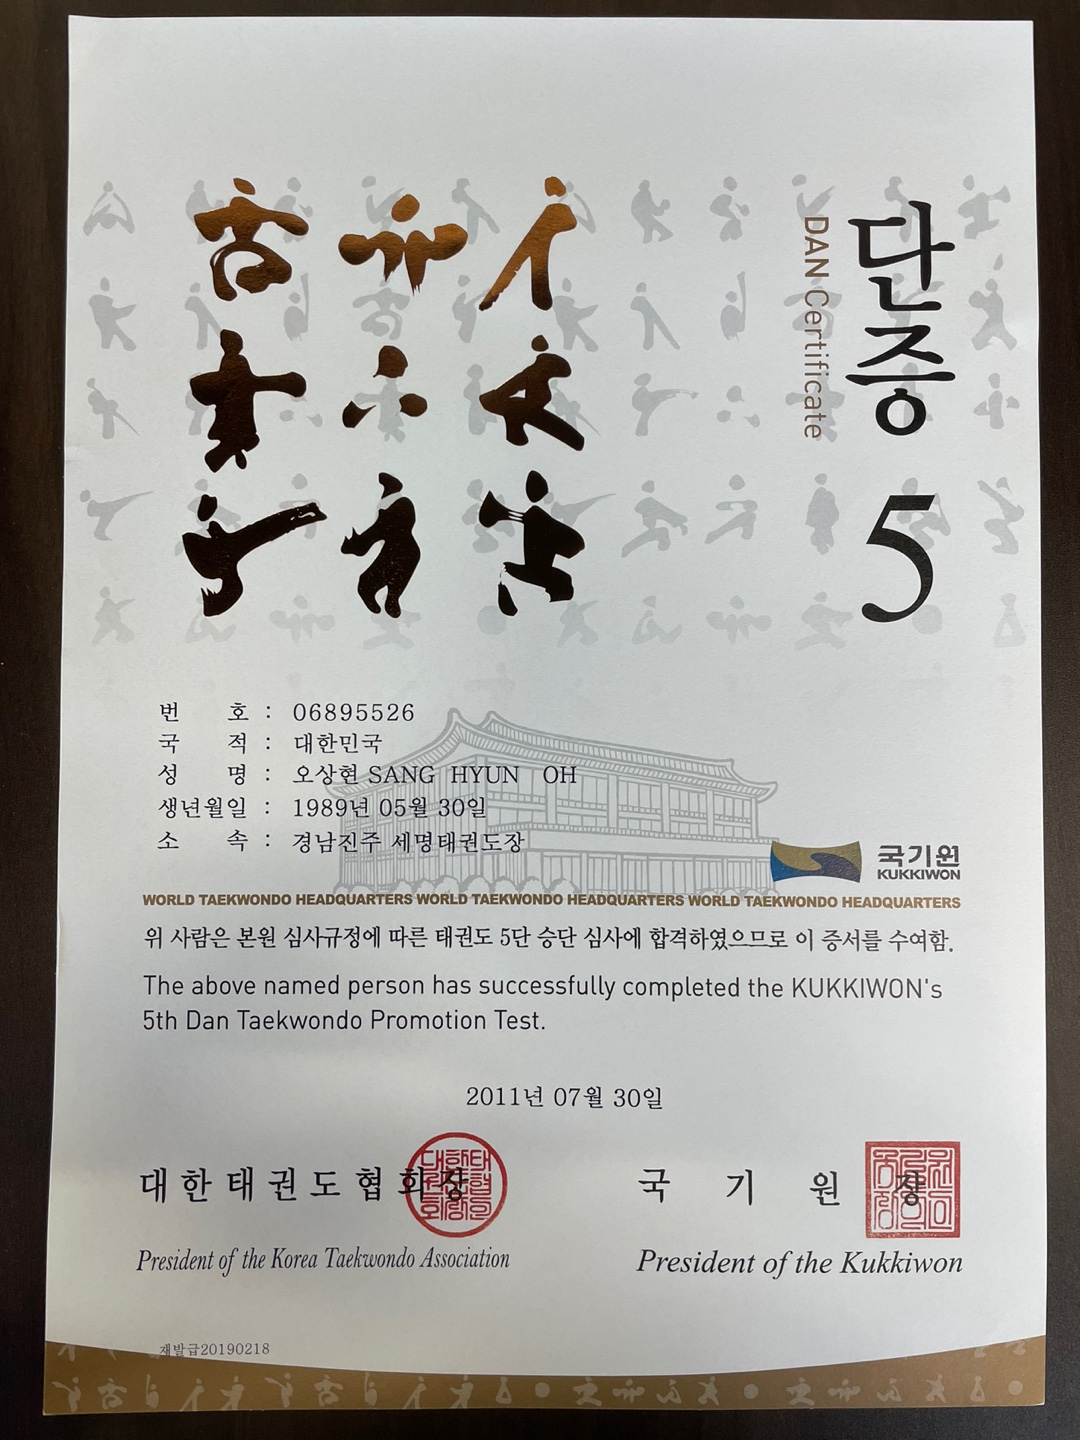 단증 5
DAN Certificate
번 호 : 06895526
국 적 : 대한민국
성 명 : 오상현 SANG HYUN OH
생년월일 : 1989년 05월 30일
소 속 : 경남진주 세명태권도장
국기원
KUKKIWON
WORLD TAEKWONDO HEADQUARTERS WORLD TAEKWONDO HEADQUARTERS WORLD TAEKWONDO HEADQUARTERS
위 사람은 본원 심사규정에 따른 태권도 5단 승단 심사에 합격하였으므로 이 증서를 수여함.
The above named person has successfully completed the KUKKIWON's
5th Dan Taekwondo Promotion Test.
2011년 07월 30일
대한태권도협회장
President of the Korea Taekwondo Association
국 기 원 장
President of the Kukkiwon
재발급20190218